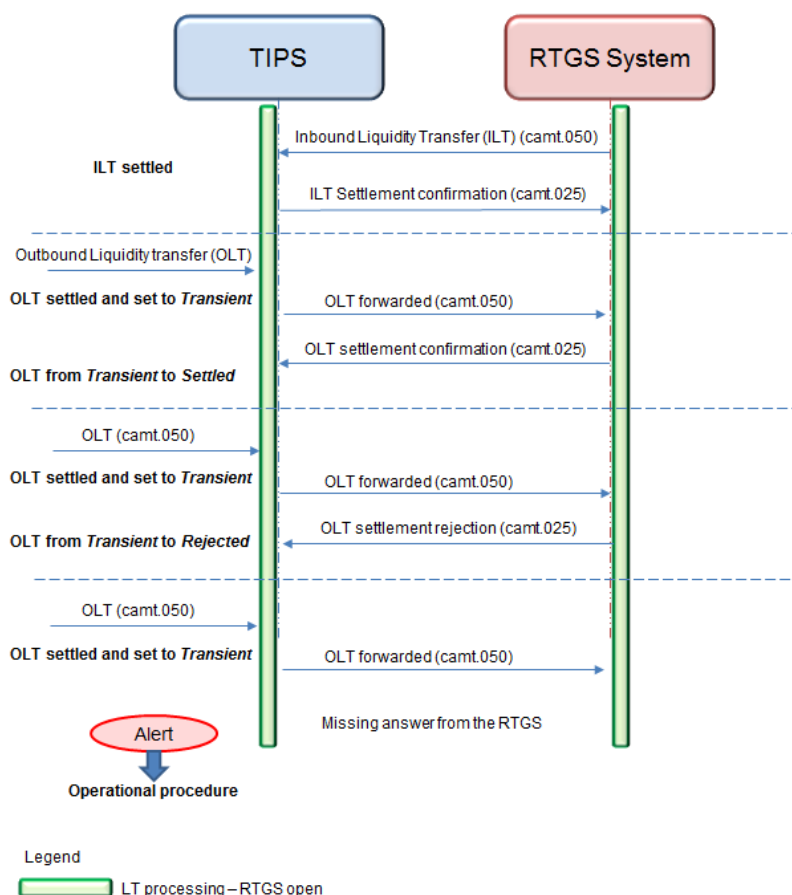 TIPS
RTGS System
Inbound Liquidity Transfer (ILT) (camt.050)
ILT settled
ILT Settlement confirmation (camt.025)
Outbound Liquidity transfer (OLT)
OLT settled and set to Transient
OLT forwarded (camt.050)
OLT settlement confirmation (camt.025)
OLT from Transient to Settled
OLT (camt.050)
OLT settled and set to Transient
OLT forwarded (camt.050)
OLT settlement rejection (camt.025)
OLT from Transient to Rejected
OLT (camt.050)
OLT settled and set to Transient
OLT forwarded (camt.050)
Missing answer from the RTGS
Alert
Operational procedure
Legend
LT processing – RTGS open